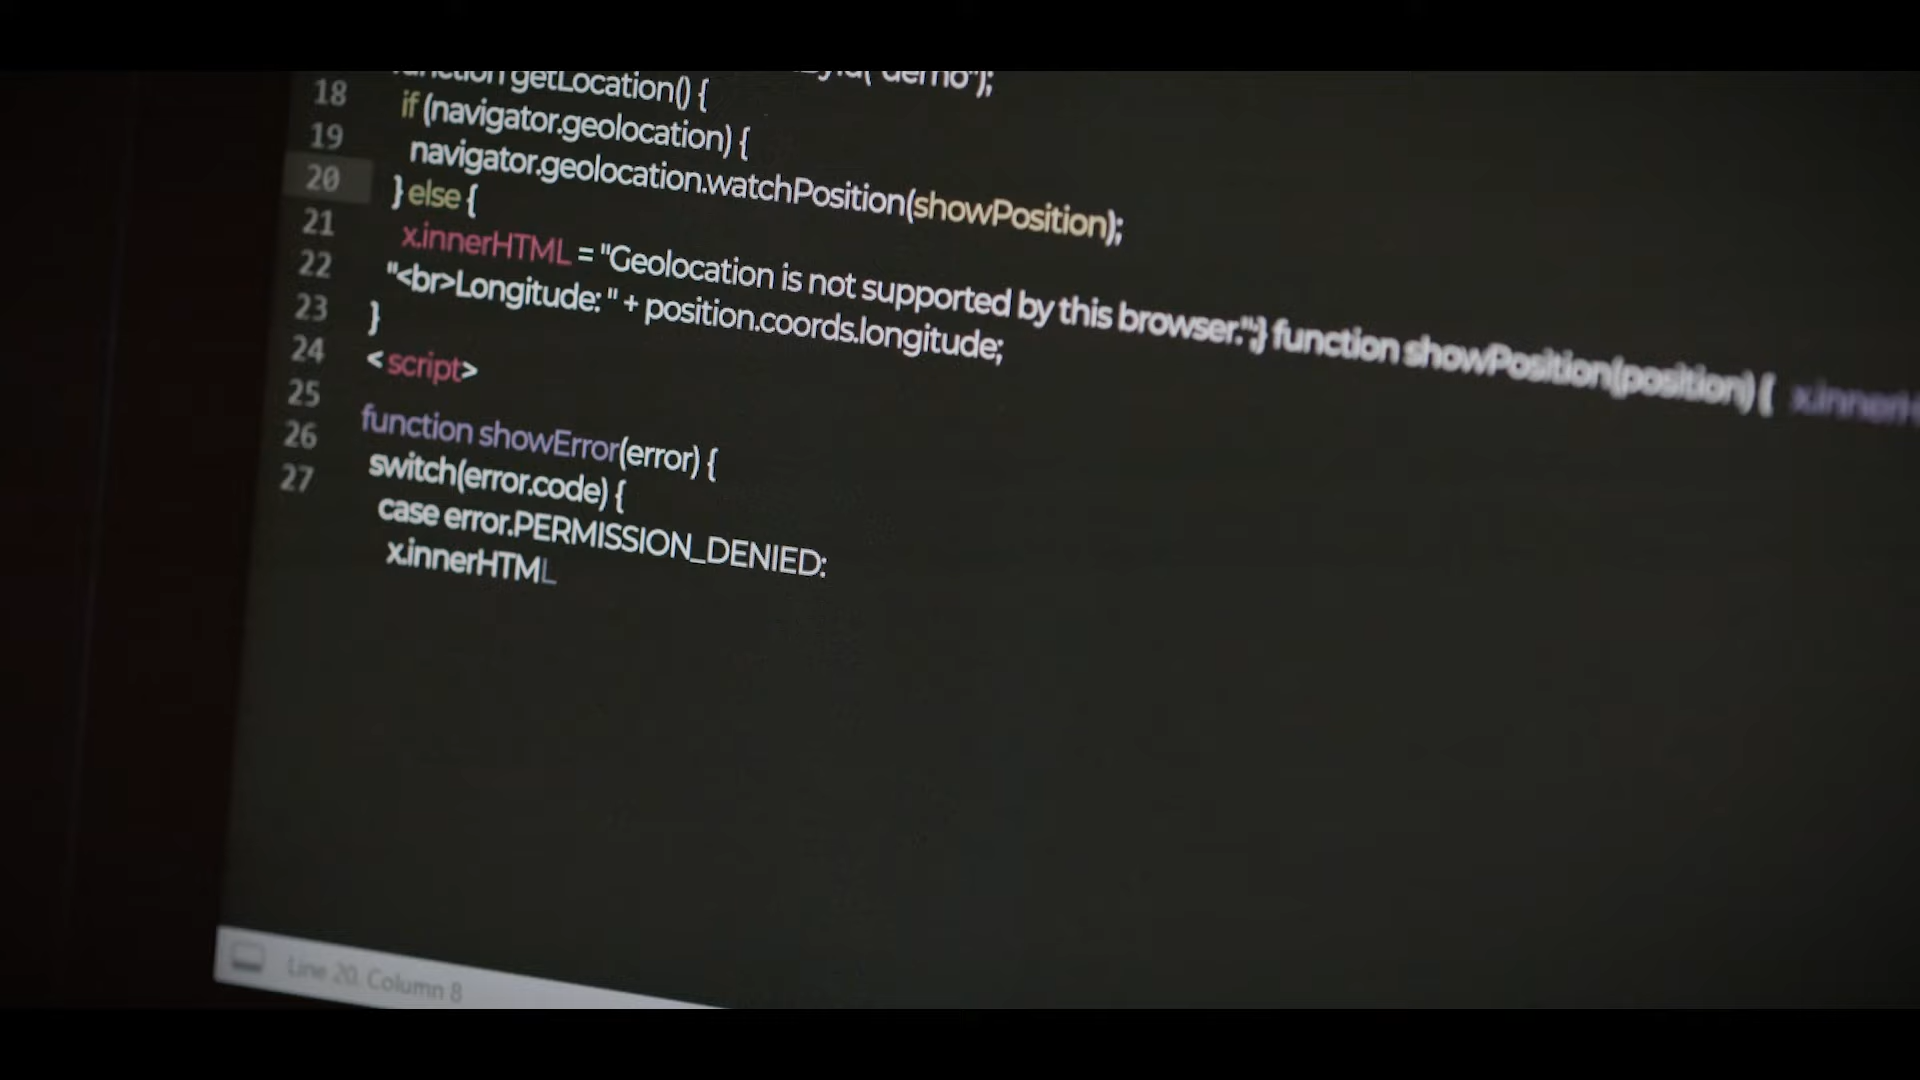 ("demo");
function getLocation() {
18 if (navigator.geolocation) {
19 navigator.geolocation.watchPosition(showPosition);
20 } else {
21 x.innerHTML = "Geolocation is not supported by this browser.";} function showPosition(position) {
22 "<br>Longitude: " + position.coords.longitude;
23 }
24 < script>
25
26 function showError(error) {
27 switch(error.code) {
case error.PERMISSION_DENIED:
x.innerHTML
Line 20, Column 8